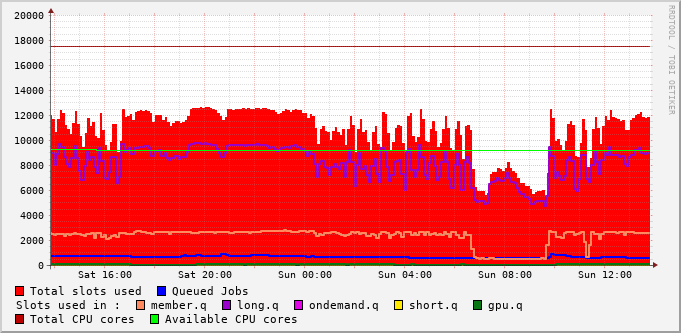 20000
18000
16000
14000
12000
10000
8000
6000
4000
2000
0
Sat 16:00 Sat 20:00 Sun 00:00 Sun 04:00 Sun 08:00 Sun 12:00
Total slots used Queued Jobs
Slots used in : member.q long.q ondemand.q short.q gpu.q
Total CPU cores Available CPU cores
RRDTOOL / TOBI OETIKER